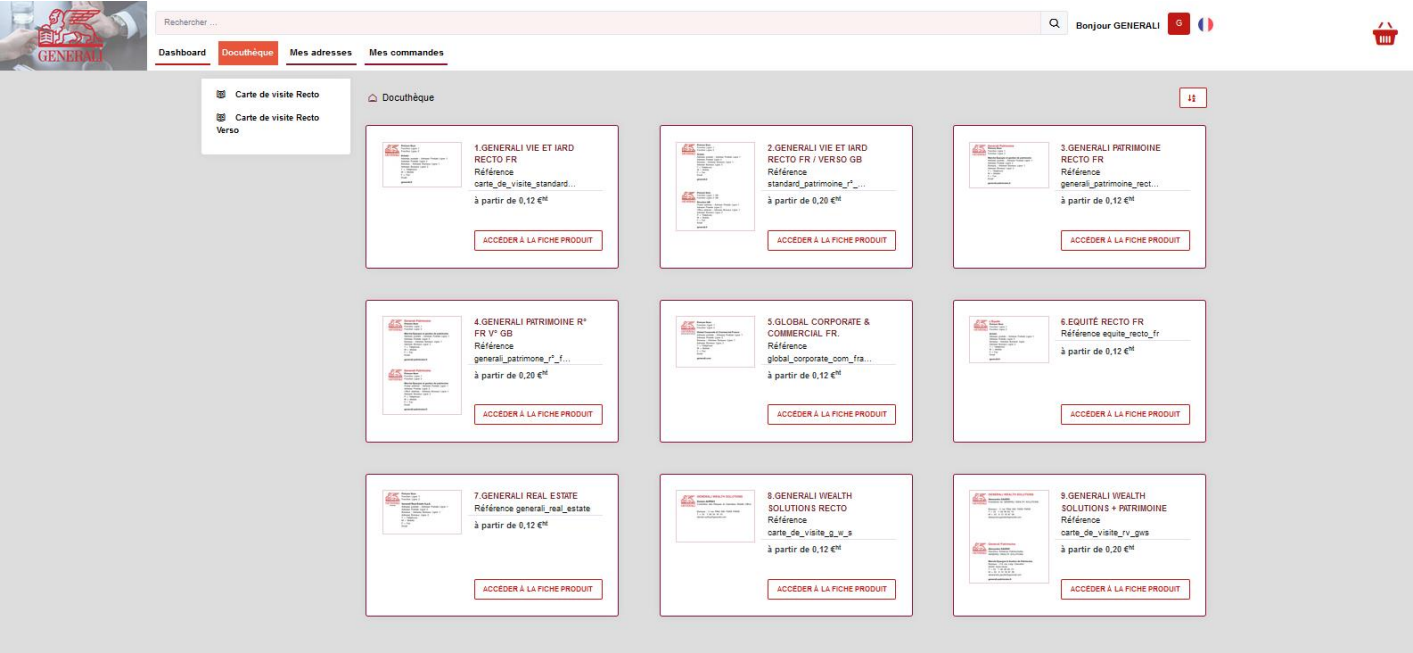 GENERALI
Rechercher ...
Bonjour GENERALI
G
Dashboard
Docuthèque
Mes adresses
Mes commandes
Carte de visite Recto
Carte de visite Recto
Verso
Docuthèque
1.GENERALI VIE ET IARD
RECTO FR
Référence
carte_de_visite_standard...
à partir de 0,12 €ht
ACCÉDER À LA FICHE PRODUIT
2.GENERALI VIE ET IARD
RECTO FR / VERSO GB
Référence
standard_patrimoine_r°_...
à partir de 0,20 €ht
ACCÉDER À LA FICHE PRODUIT
3.GENERALI PATRIMOINE
RECTO FR
Référence
generali_patrimoine_rect...
à partir de 0,12 €ht
ACCÉDER À LA FICHE PRODUIT
4.GENERALI PATRIMOINE R°
FR V° GB
Référence
generali_patrimone_r°_f...
à partir de 0,20 €ht
ACCÉDER À LA FICHE PRODUIT
5.GLOBAL CORPORATE &
COMMERCIAL FR.
Référence
global_corporate_com_fra...
à partir de 0,12 €ht
ACCÉDER À LA FICHE PRODUIT
6.EQUITÉ RECTO FR
Référence equite_recto_fr
à partir de 0,12 €ht
ACCÉDER À LA FICHE PRODUIT
7.GENERALI REAL ESTATE
Référence generali_real_estate
à partir de 0,12 €ht
ACCÉDER À LA FICHE PRODUIT
8.GENERALI WEALTH
SOLUTIONS RECTO
Référence
carte_de_visite_g_w_s
à partir de 0,12 €ht
ACCÉDER À LA FICHE PRODUIT
9.GENERALI WEALTH
SOLUTIONS + PATRIMOINE
Référence
carte_de_visite_rv_gws
à partir de 0,20 €ht
ACCÉDER À LA FICHE PRODUIT